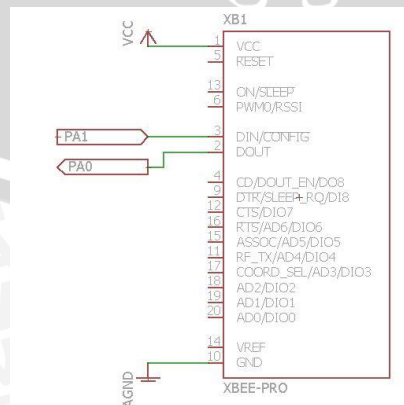 XB1
VCC
1 VCC
5 RESET
13 ON/SLEEP
6 PWM0/RSSI
PA1 3 DIN/CONFIG
2 DOUT
PA0
4 CD/DOUT_EN/DO8
9 DTR/SLEEP_RQ/DI8
12 CTS/DIO7
16 RTS/AD6/DIO6
15 ASSOC/AD5/DIO5
11 RF_TX/AD4/DIO4
17 COORD_SEL/AD3/DIO3
18 AD2/DIO2
19 AD1/DIO1
20 AD0/DIO0
14 VREF
10 GND
AGND
XBEE-PRO